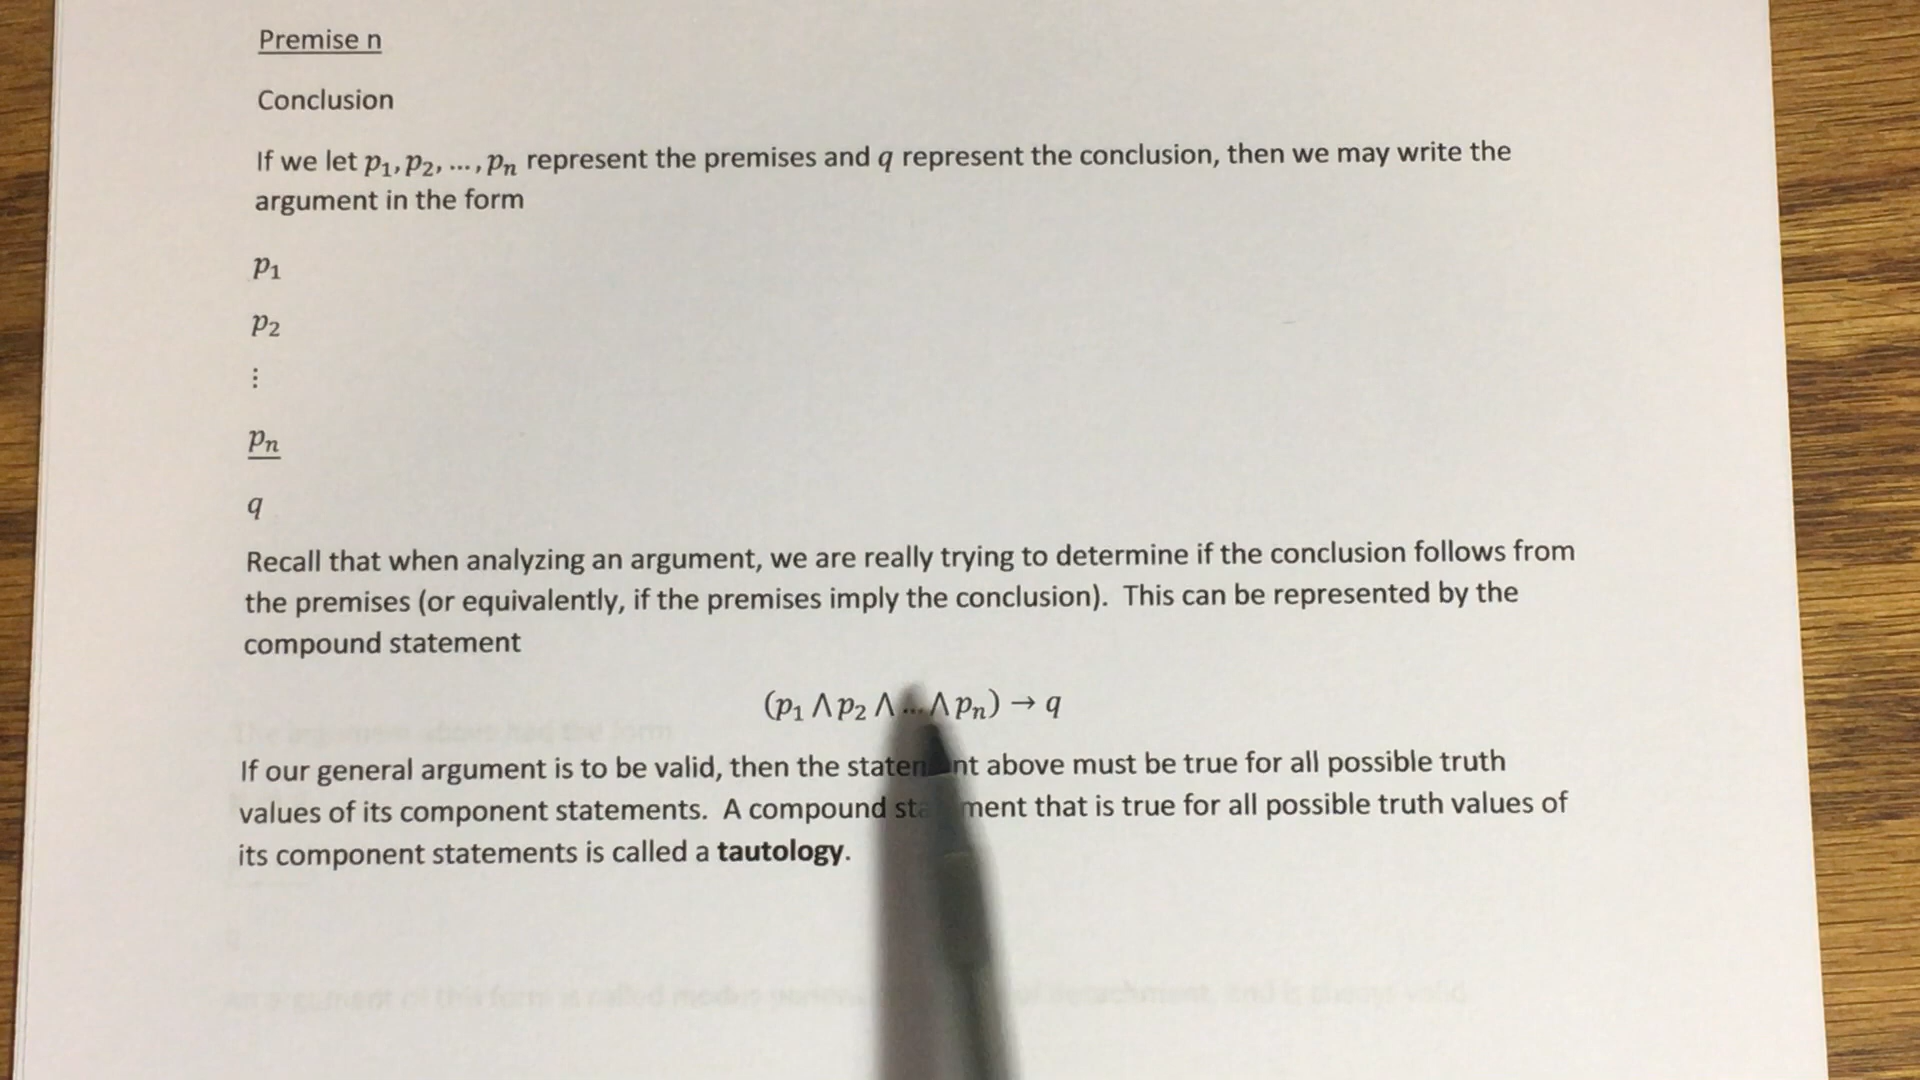 Premise n
Conclusion
If we let p₁, p₂, ..., pₙ represent the premises and q represent the conclusion, then we may write the
argument in the form
p₁
p₂
⋮
pₙ
q
Recall that when analyzing an argument, we are really trying to determine if the conclusion follows from
the premises (or equivalently, if the premises imply the conclusion). This can be represented by the
compound statement
(p₁ ∧ p₂ ∧ ... ∧ pₙ) → q
If our general argument is to be valid, then the statement above must be true for all possible truth
values of its component statements. A compound statement that is true for all possible truth values of
its component statements is called a tautology.